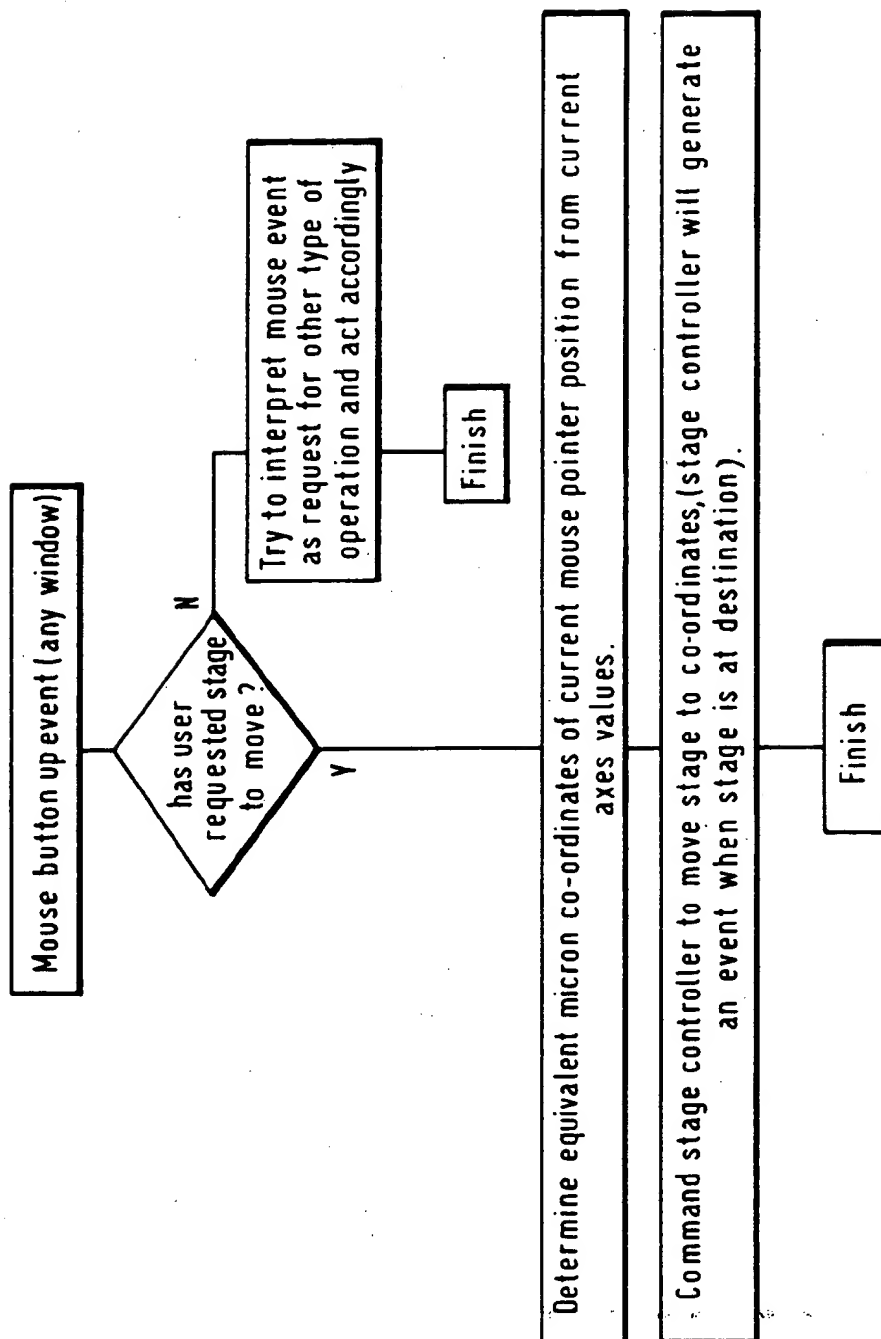 Mouse button up event (any window)
has user
requested stage
to move?
N
Try to interpret mouse event
as request for other type of
operation and act accordingly
Finish
Y
Determine equivalent micron co-ordinates of current mouse pointer position from current
axes values.
Command stage controller to move stage to co-ordinates,(stage controller will generate
an event when stage is at destination).
Finish